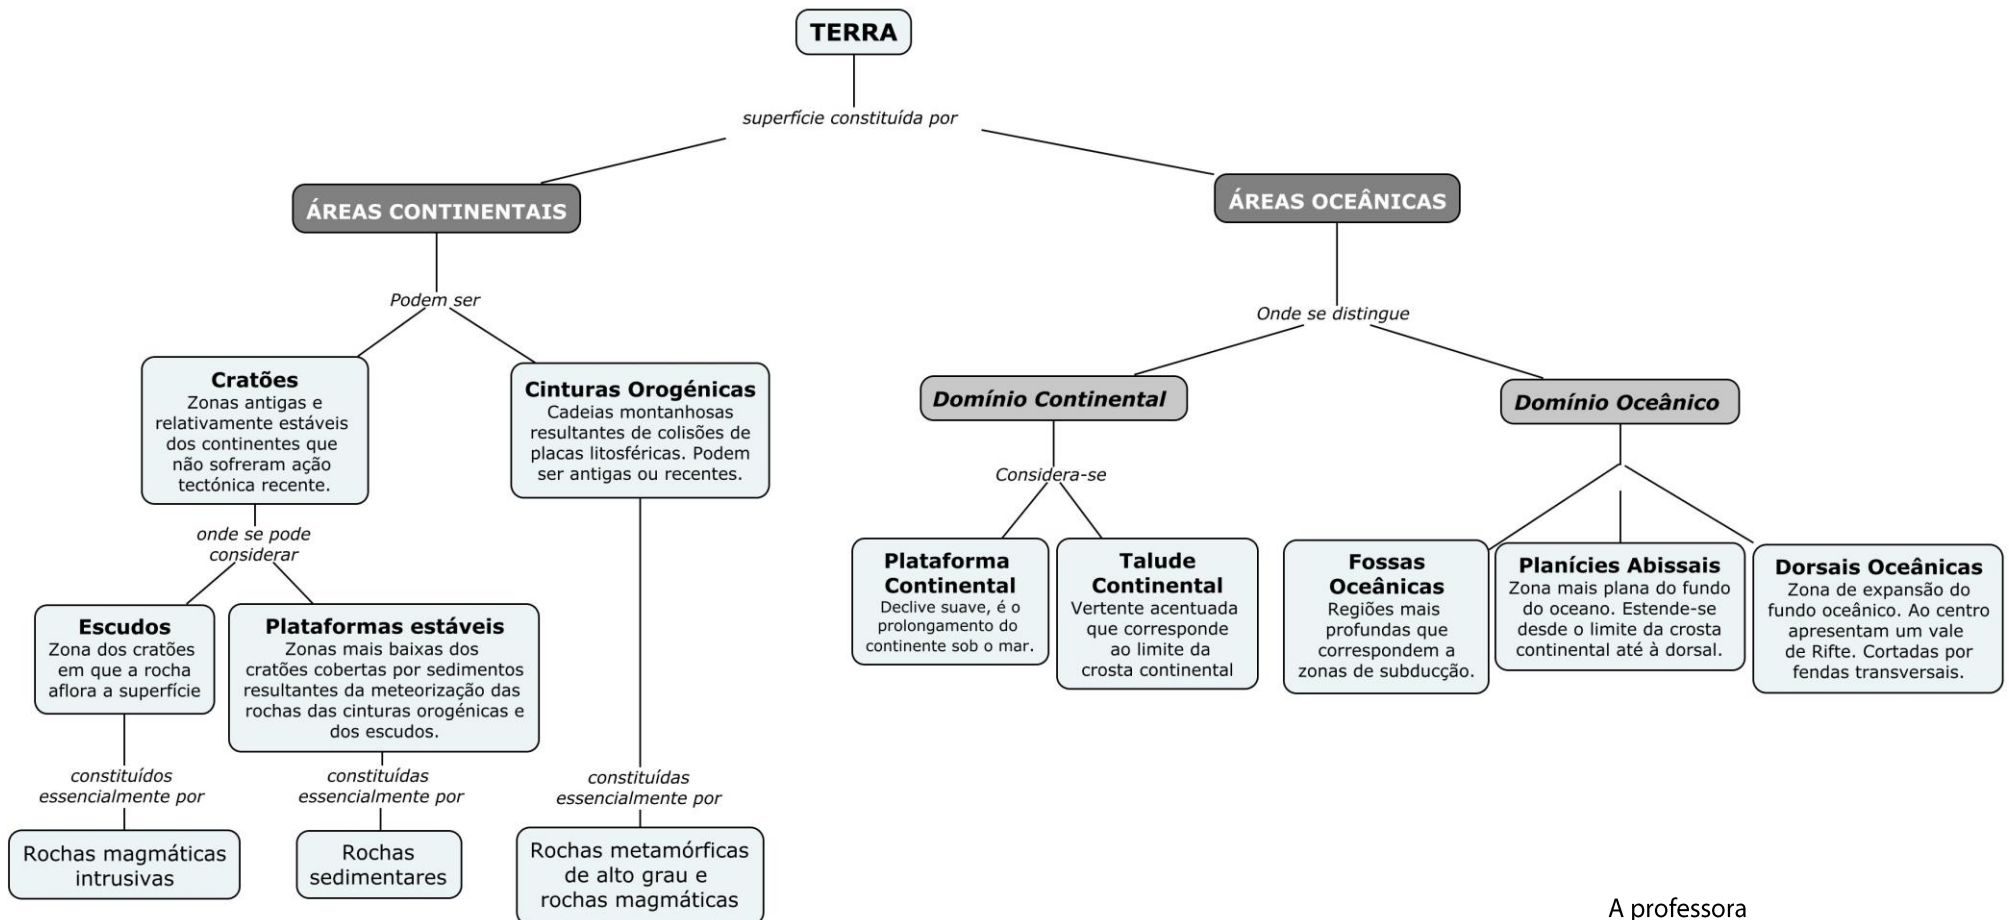 TERRA
superfície constituída por
ÁREAS CONTINENTAIS
ÁREAS OCEÂNICAS
Podem ser
Onde se distingue
Cratões
Zonas antigas e
relativamente estáveis
dos continentes que
não sofreram ação
tectónica recente.
Cinturas Orogénicas
Cadeias montanhosas
resultantes de colisões de
placas litosféricas. Podem
ser antigas ou recentes.
Domínio Continental
Domínio Oceânico
onde se pode
considerar
Considera-se
Escudos
Zona dos cratões
em que a rocha
aflora a superfície
Plataformas estáveis
Zonas mais baixas dos
cratões cobertas por sedimentos
resultantes da meteorização das
rochas das cinturas orogénicas e
dos escudos.
Plataforma
Continental
Declive suave, é o
prolongamento do
continente sob o mar.
Talude
Continental
Vertente acentuada
que corresponde
ao limite da
crosta continental
Fossas
Oceânicas
Regiões mais
profundas que
correspondem a
zonas de subducção.
Planícies Abissais
Zona mais plana do fundo
do oceano. Estende-se
desde o limite da crosta
continental até à dorsal.
Dorsais Oceânicas
Zona de expansão do
fundo oceânico. Ao centro
apresentam um vale
de Rifte. Cortadas por
fendas transversais.
constituídos
essencialmente por
constituídas
essencialmente por
constituídas
essencialmente por
Rochas magmáticas
intrusivas
Rochas
sedimentares
Rochas metamórficas
de alto grau e
rochas magmáticas
A professora